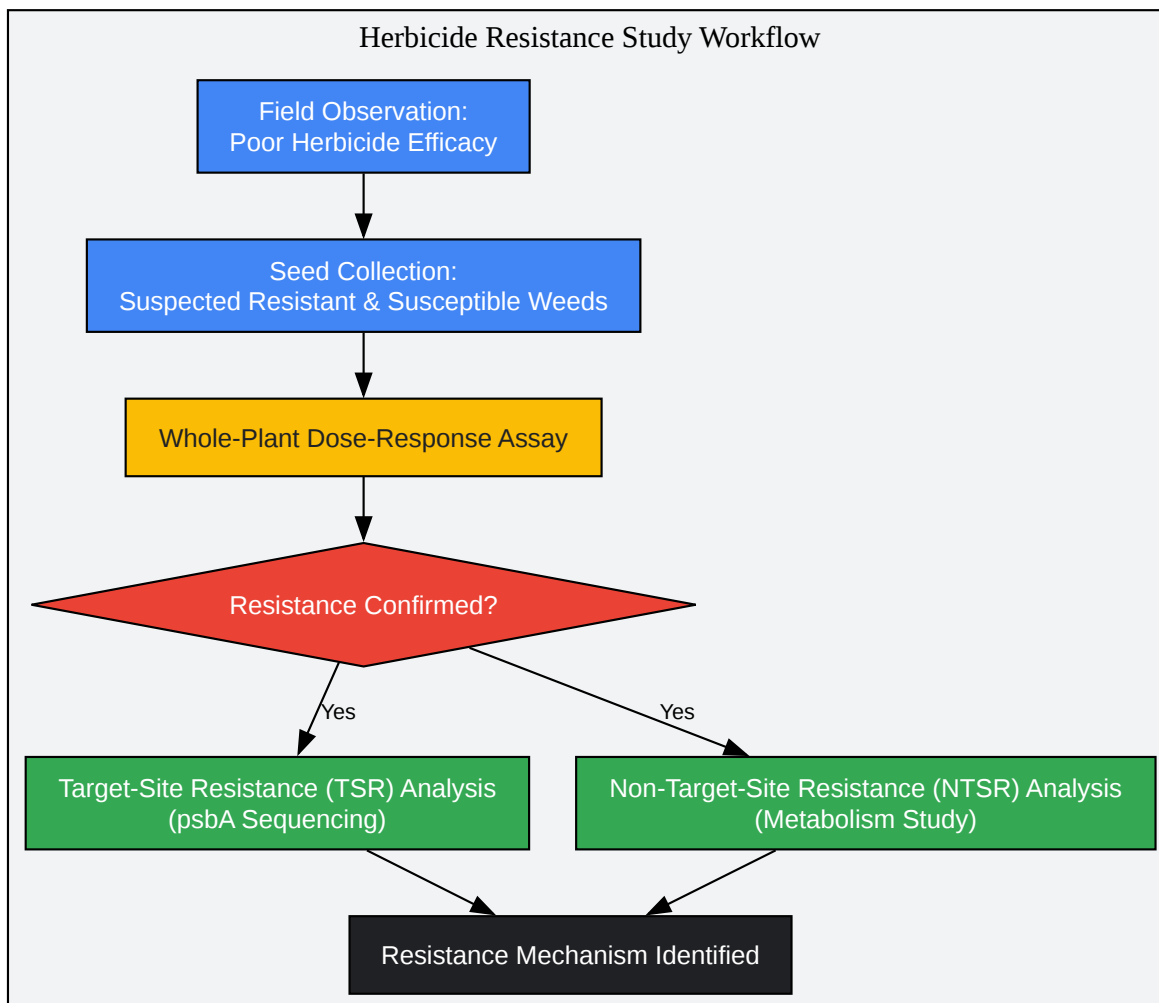 Herbicide Resistance Study Workflow
Field Observation:
Poor Herbicide Efficacy
Seed Collection:
Suspected Resistant & Susceptible Weeds
Whole-Plant Dose-Response Assay
Resistance Confirmed?
Yes
Yes
Target-Site Resistance (TSR) Analysis
(psbA Sequencing)
Non-Target-Site Resistance (NTSR) Analysis
(Metabolism Study)
Resistance Mechanism Identified